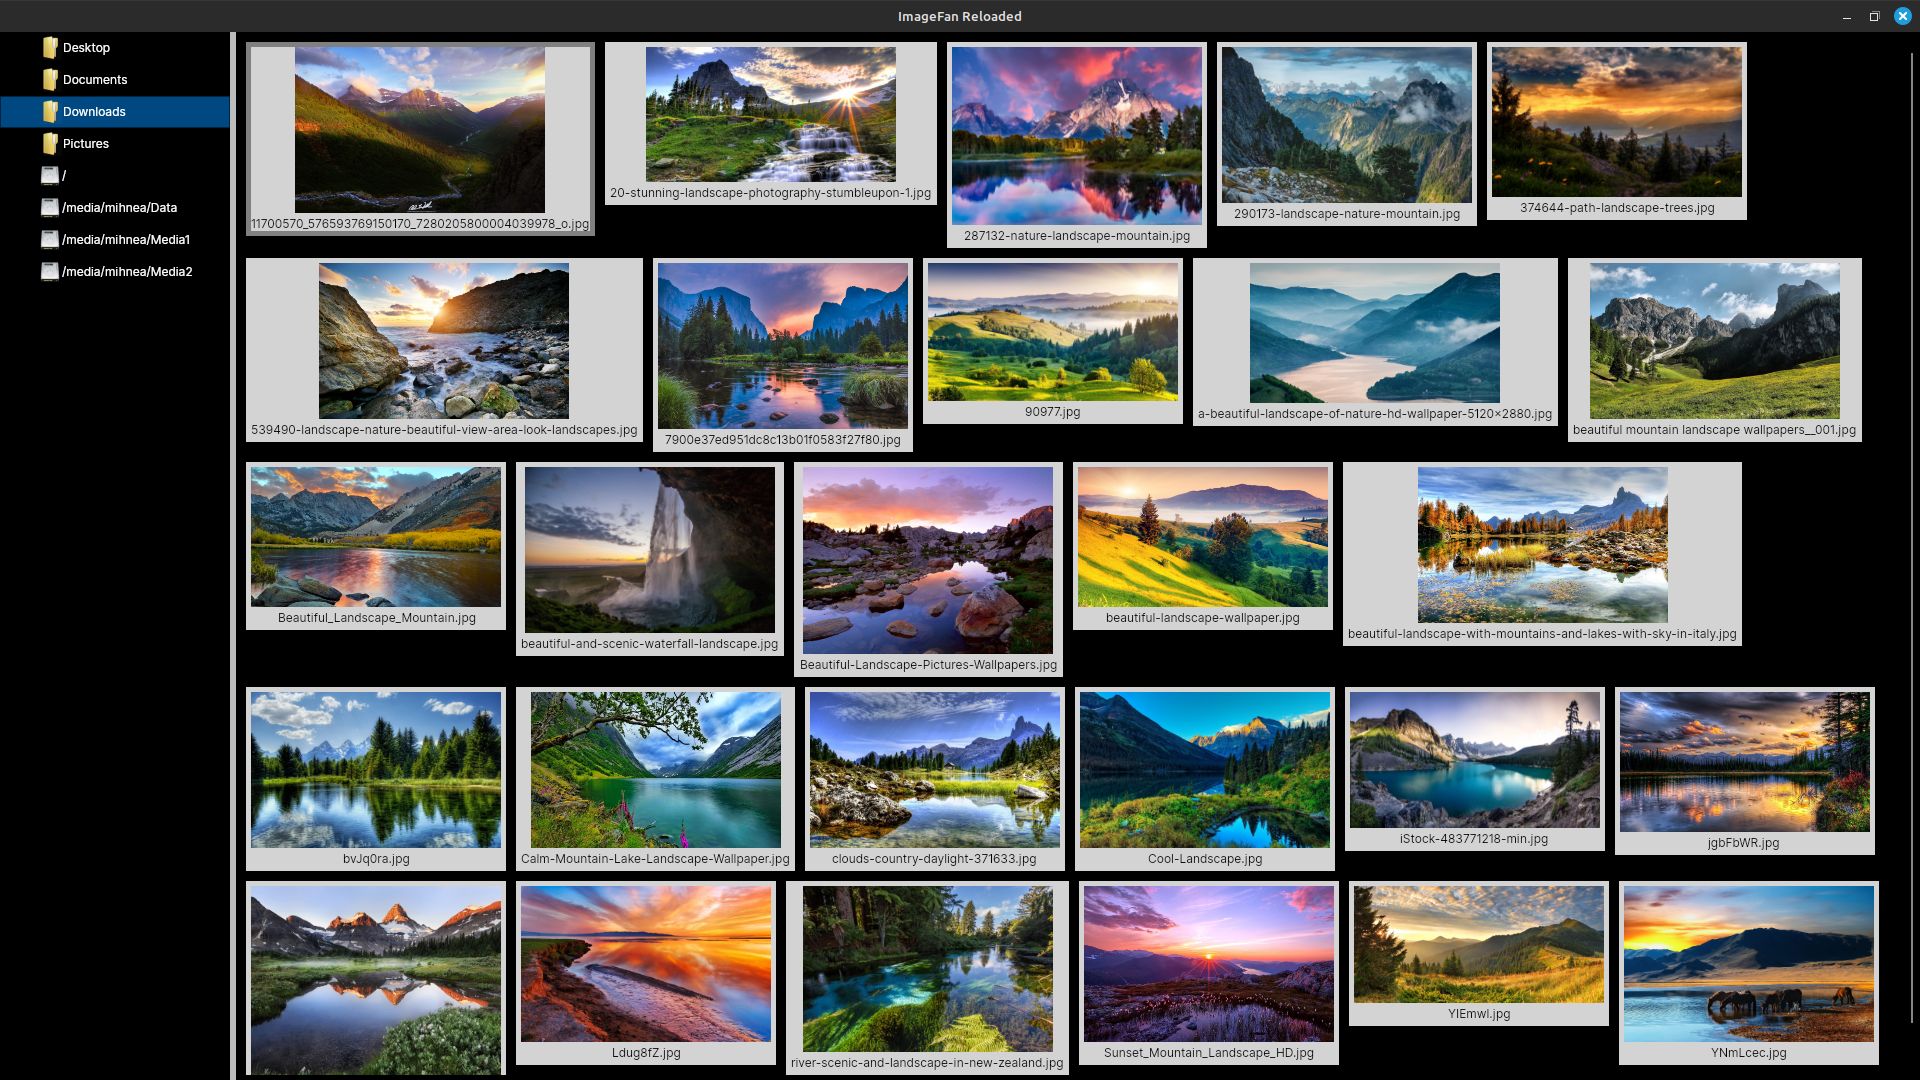 ImageFan Reloaded
Desktop
Documents
Downloads
Pictures
/
/media/mihnea/Data
/media/mihnea/Media1
/media/mihnea/Media2
11700570_576593769150170_7280205800004039978_o.jpg
20-stunning-landscape-photography-stumbleupon-1.jpg
287132-nature-landscape-mountain.jpg
290173-landscape-nature-mountain.jpg
374644-path-landscape-trees.jpg
539490-landscape-nature-beautiful-view-area-look-landscapes.jpg
7900e37ed951dc8c13b01f0583f27f80.jpg
90977.jpg
a-beautiful-landscape-of-nature-hd-wallpaper-5120×2880.jpg
beautiful mountain landscape wallpapers__001.jpg
Beautiful_Landscape_Mountain.jpg
beautiful-and-scenic-waterfall-landscape.jpg
Beautiful-Landscape-Pictures-Wallpapers.jpg
beautiful-landscape-wallpaper.jpg
beautiful-landscape-with-mountains-and-lakes-with-sky-in-italy.jpg
bvJq0ra.jpg
Calm-Mountain-Lake-Landscape-Wallpaper.jpg
clouds-country-daylight-371633.jpg
Cool-Landscape.jpg
iStock-483771218-min.jpg
jgbFbWR.jpg
Ldug8fZ.jpg
river-scenic-and-landscape-in-new-zealand.jpg
Sunset_Mountain_Landscape_HD.jpg
YNmLcec.jpg